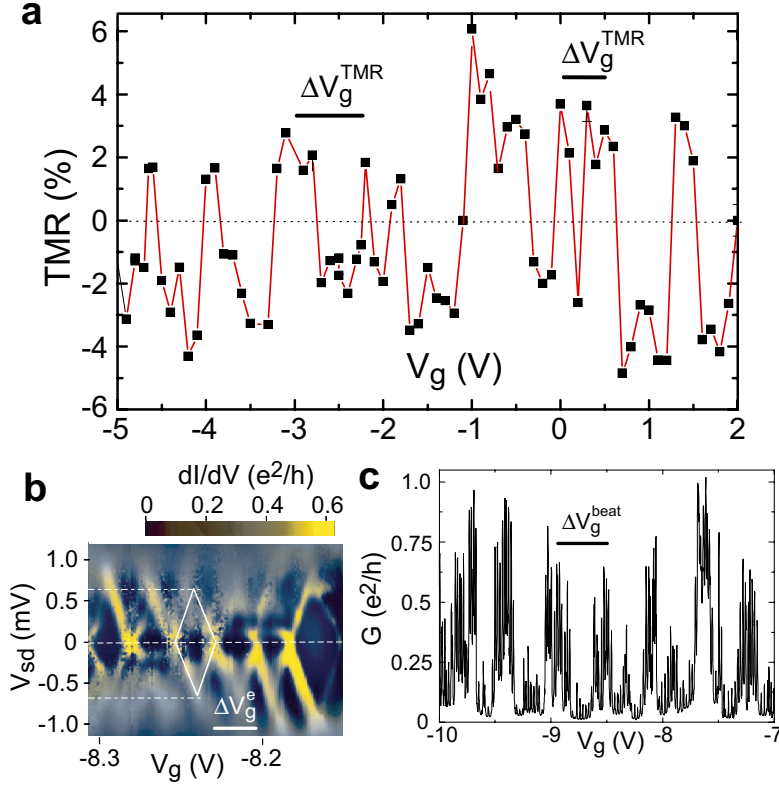 a
ΔV_g^TMR
ΔV_g^TMR
TMR (%)
6
4
2
0
-2
-4
-6
V_g (V)
-5 -4 -3 -2 -1 0 1 2
b
dI/dV (e²/h)
0 0.2 0.4 0.6
V_sd (mV)
1.0
0.5
0
-0.5
-1.0
ΔV_g^e
-8.3 -8.2
V_g (V)
c
ΔV_g^beat
G (e²/h)
1.0
0.75
0.5
0.25
0
-10 -9 -8 -7
V_g (V)